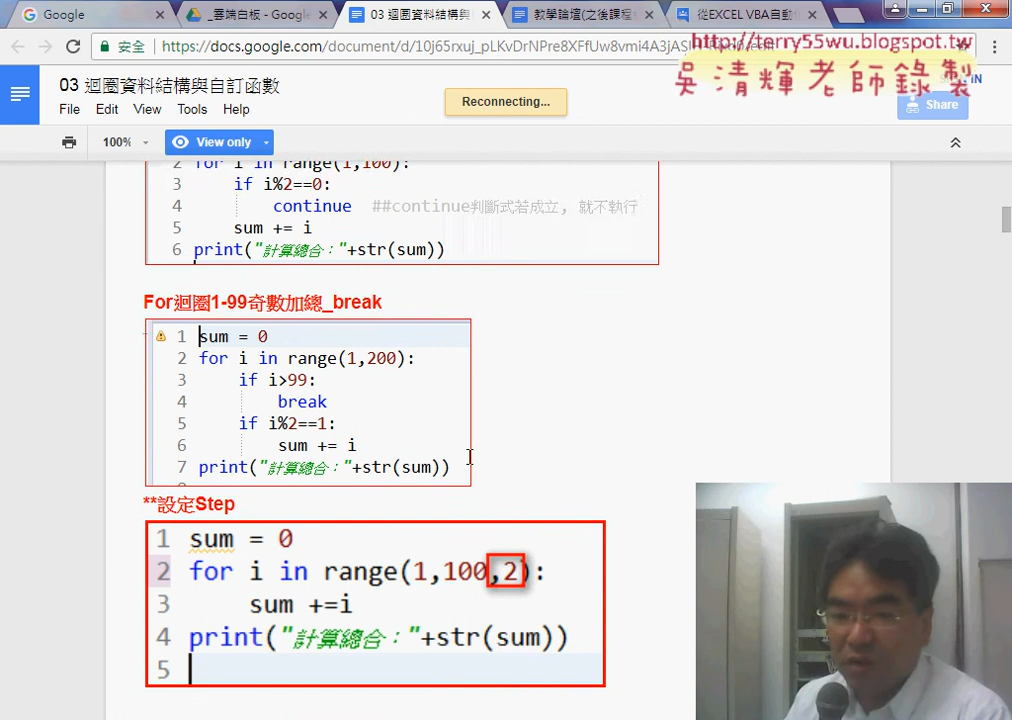 Google
_雲端白板 - Google
03 迴圈資料結構與
教學論壇(之後課程
從EXCEL VBA自動
安全
https://docs.google.com/document/d/10j65rxuj_pLKvDrNPre8XFfUw8vmi4A3jAS
http://terry55wu.blogspot.tw
吳清輝老師錄製
03 迴圈資料結構與自訂函數
IN
File Edit View Tools Help
Reconnecting...
Share
100%
View only
2 for i in range(1,100):
3 if i%2==0:
4 continue ##continue判斷式若成立, 就不執行
5 sum += i
6 print("計算總合："+str(sum))
For迴圈1-99奇數加總_break
1 sum = 0
2 for i in range(1,200):
3 if i>99:
4 break
5 if i%2==1:
6 sum += i
7 print("計算總合："+str(sum))
**設定Step
1 sum = 0
2 for i in range(1,100,2):
3 sum +=i
4 print("計算總合："+str(sum))
5